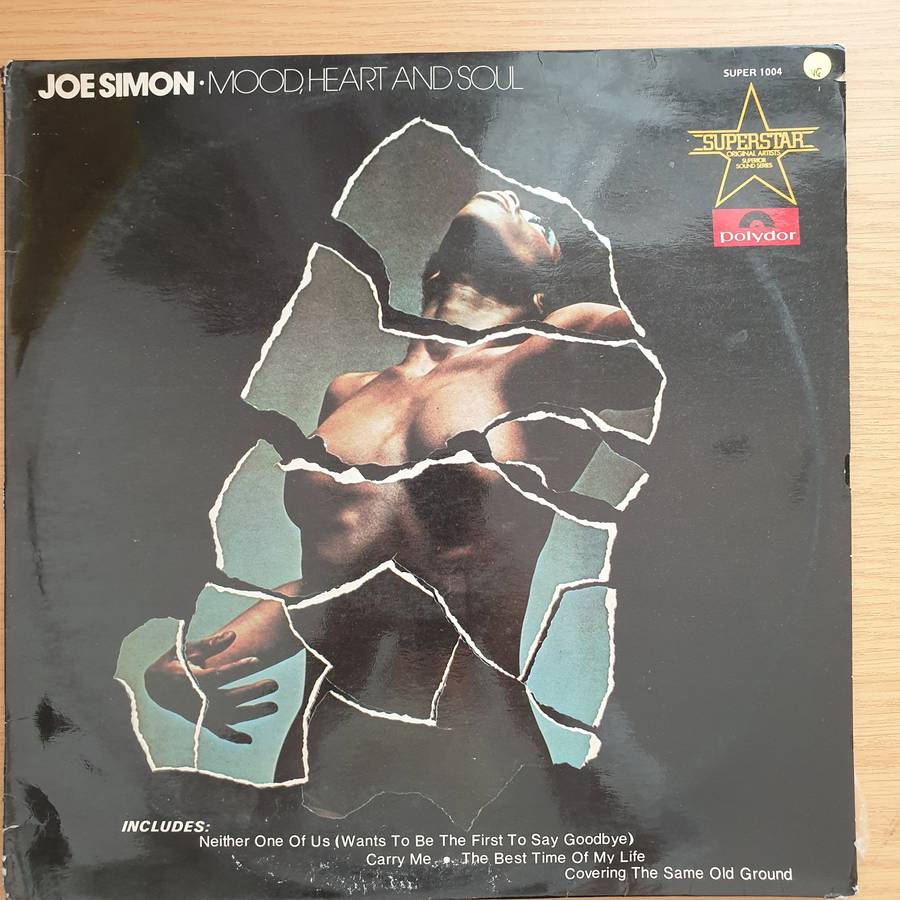 JOE SIMON · MOOD, HEART AND SOUL
SUPER 1004
VG
SUPERSTAR
ORIGINAL ARTISTS
SUPERIOR
SOUND SERIES
Polydor
INCLUDES:
Neither One Of Us (Wants To Be The First To Say Goodbye)
Carry Me • The Best Time Of My Life
Covering The Same Old Ground